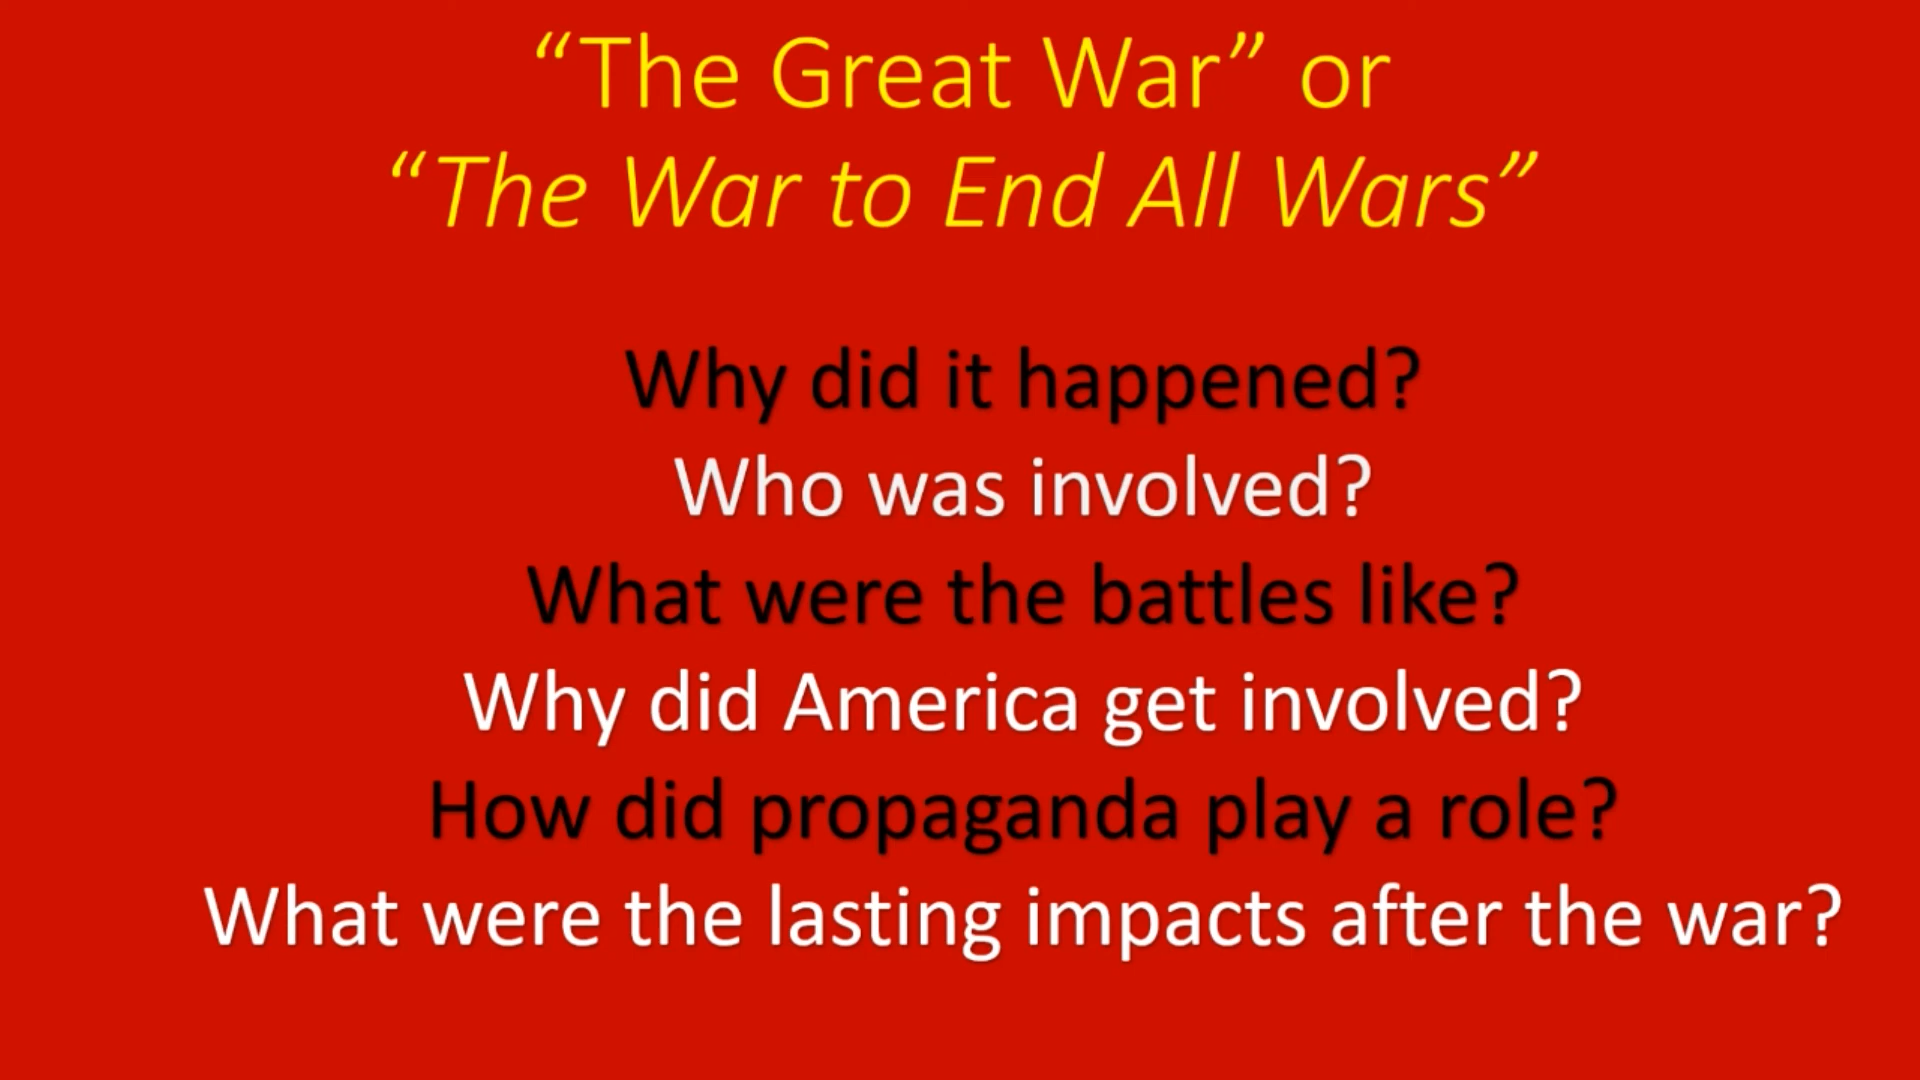 “The Great War” or
“The War to End All Wars”
Why did it happened?
Who was involved?
What were the battles like?
Why did America get involved?
How did propaganda play a role?
What were the lasting impacts after the war?